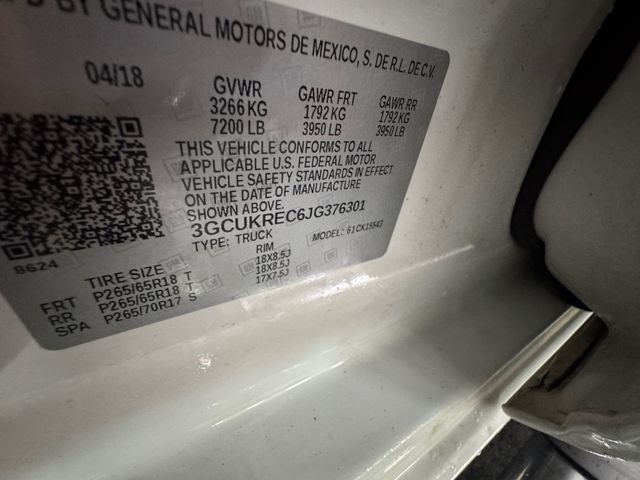 BY GENERAL MOTORS DE MEXICO, S. DE R.L. DE C.V.
04/18
GVWR GAWR FRT GAWR RR
3266 KG 1792 KG 1792 KG
7200 LB 3950 LB 3950 LB
THIS VEHICLE CONFORMS TO ALL
APPLICABLE U.S. FEDERAL MOTOR
VEHICLE SAFETY STANDARDS IN EFFECT
ON THE DATE OF MANUFACTURE
SHOWN ABOVE.
3GCUKREC6JG376301
TYPE: TRUCK MODEL: 61CK15543
8624
TIRE SIZE RIM
FRT P265/65R18 T 18X8.5J
RR P265/65R18 T 18X8.5J
SPA P265/70R17 S 17X7.5J